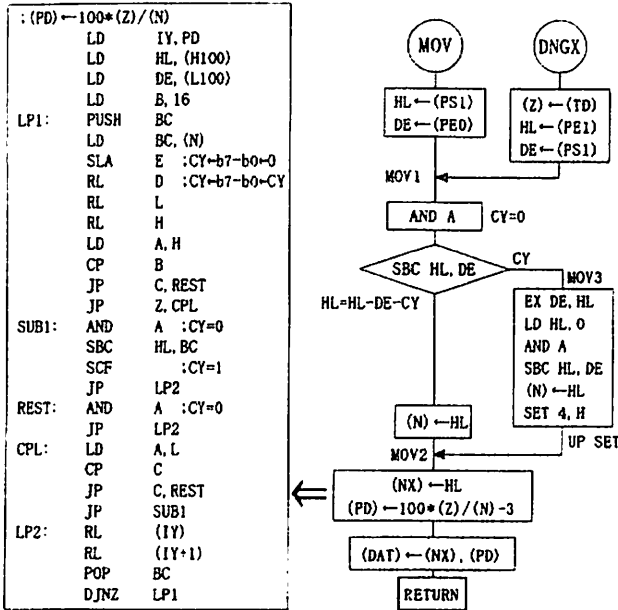 ;(PD)←100*(Z)/(N)
LD IY,PD
LD HL,(H100)
LD DE,(L100)
LD B,16
LP1: PUSH BC
LD BC,(N)
SLA E ;CY←b7-b0←0
RL D ;CY←b7-b0←CY
RL L
RL H
LD A,H
CP B
JP C,REST
JP Z,CPL
SUB1: AND A ;CY=0
SBC HL,BC
SCF ;CY=1
JP LP2
REST: AND A ;CY=0
JP LP2
CPL: LD A,L
CP C
JP C,REST
JP SUB1
LP2: RL (IY)
RL (IY+1)
POP BC
DJNZ LP1
MOV
HL←(PS1)
DE←(PE0)
DNGX
(Z)←(TD)
HL←(PE1)
DE←(PS1)
MOV1
AND A CY=0
SBC HL,DE CY
HL=HL-DE-CY
MOV3
EX DE,HL
LD HL,0
AND A
SBC HL,DE
(N)←HL
SET 4,H
UP SET
(N)←HL
MOV2
(NX)←HL
(PD)←100*(Z)/(N)-3
(DAT)←(NX),(PD)
RETURN